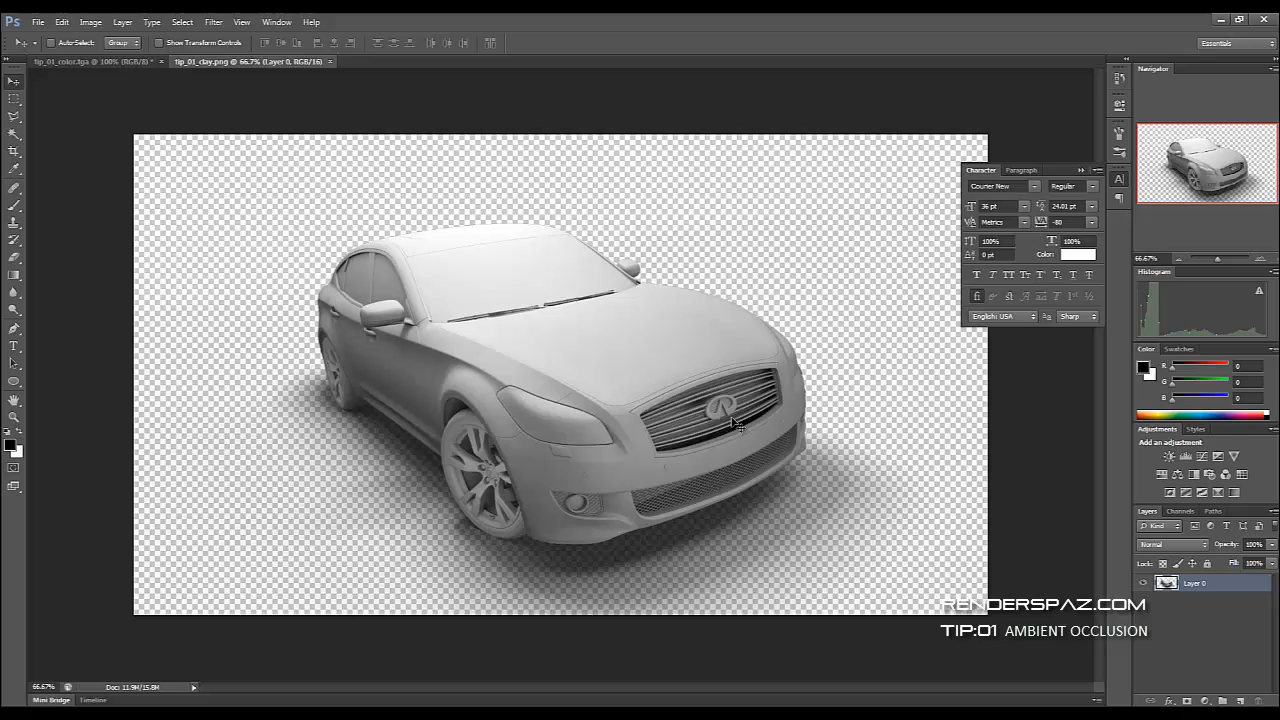 Ps File Edit Image Layer Type Select Filter View Window Help
Auto-Select: Group Show Transform Controls Essentials
tip_01_color.tga @ 100% (RGB/8) * × tip_01_clay.png @ 66.7% (Layer 0, RGB/16) ×
Navigator
66.67%
Character Paragraph
Courier New Regular
36 pt 24.01 pt
Metrics -80
100% 100%
0 pt Color:
English: USA Sharp
Histogram
Color Swatches
R 0
G 0
B 0
Adjustments Styles
Add an adjustment
Layers Channels Paths
Kind
Normal Opacity: 100%
Lock: Fill: 100%
Layer 0
RENDERSPAZ.COM
TIP:01 AMBIENT OCCLUSION
66.67% Doc: 11.9M/15.8M
Mini Bridge Timeline